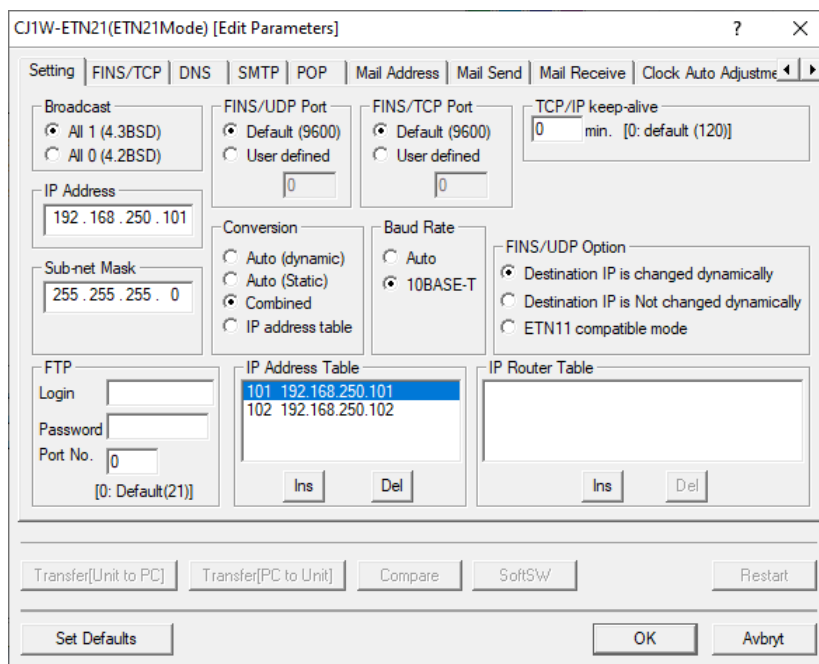 CJ1W-ETN21(ETN21Mode) [Edit Parameters]
Setting FINS/TCP DNS SMTP POP Mail Address Mail Send Mail Receive Clock Auto Adjustme
Broadcast
All 1 (4.3BSD)
All 0 (4.2BSD)
FINS/UDP Port
Default (9600)
User defined
0
FINS/TCP Port
Default (9600)
User defined
0
TCP/IP keep-alive
0 min. [0: default (120)]
IP Address
192 . 168 . 250 . 101
Sub-net Mask
255 . 255 . 255 . 0
Conversion
Auto (dynamic)
Auto (Static)
Combined
IP address table
Baud Rate
Auto
10BASE-T
FINS/UDP Option
Destination IP is changed dynamically
Destination IP is Not changed dynamically
ETN11 compatible mode
FTP
Login
Password
Port No. 0
[0: Default(21)]
IP Address Table
101 192.168.250.101
102 192.168.250.102
Ins Del
IP Router Table
Ins Del
Transfer[Unit to PC] Transfer[PC to Unit] Compare SoftSW Restart
Set Defaults OK Avbryt